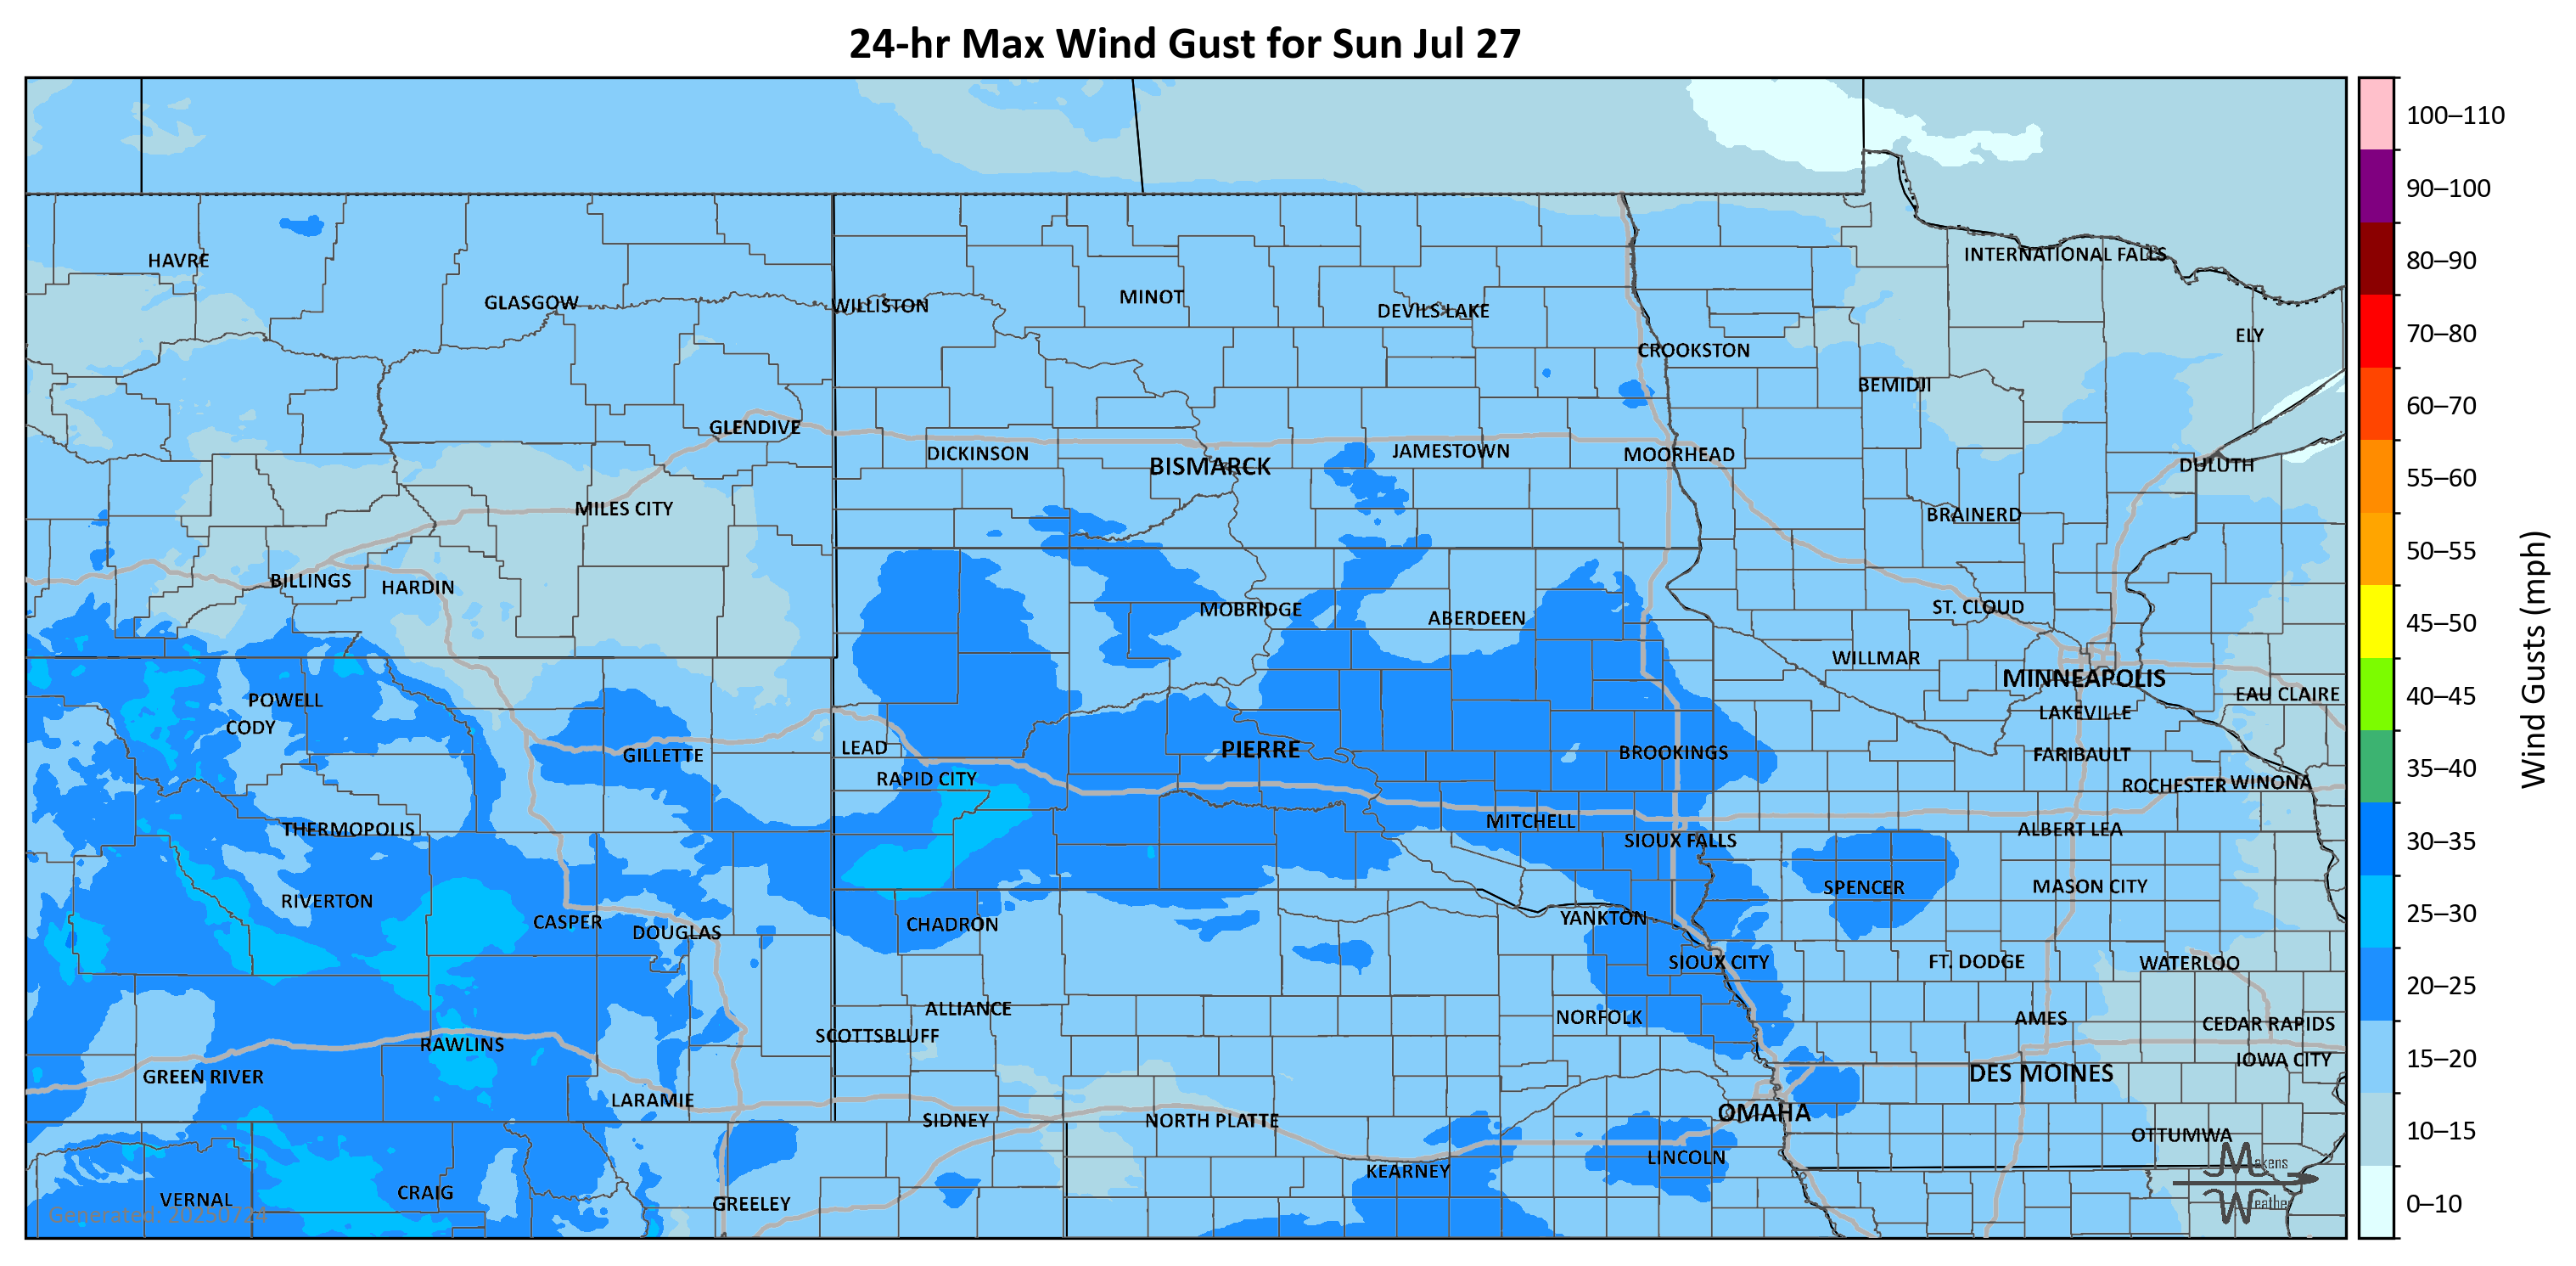 24-hr Max Wind Gust for Sun Jul 27
100–110
90–100
80–90
70–80
60–70
55–60
50–55
45–50
40–45
35–40
30–35
25–30
20–25
15–20
10–15
0–10
Wind Gusts (mph)
HAVRE
INTERNATIONAL FALLS
GLASGOW
WILLISTON
MINOT
DEVILS LAKE
ELY
CROOKSTON
BEMIDJI
GLENDIVE
DICKINSON
BISMARCK
JAMESTOWN
MOORHEAD
DULUTH
MILES CITY
BRAINERD
BILLINGS
HARDIN
MOBRIDGE
ABERDEEN
ST. CLOUD
WILLMAR
MINNEAPOLIS
POWELL
EAU CLAIRE
CODY
LAKEVILLE
GILLETTE
LEAD
PIERRE
BROOKINGS
FARIBAULT
RAPID CITY
ROCHESTER
WINONA
THERMOPOLIS
MITCHELL
ALBERT LEA
SIOUX FALLS
RIVERTON
SPENCER
MASON CITY
CASPER
DOUGLAS
CHADRON
YANKTON
SIOUX CITY
FT. DODGE
WATERLOO
ALLIANCE
NORFOLK
AMES
CEDAR RAPIDS
SCOTTSBLUFF
RAWLINS
IOWA CITY
GREEN RIVER
DES MOINES
LARAMIE
OMAHA
SIDNEY
NORTH PLATTE
OTTUMWA
LINCOLN
KEARNEY
VERNAL
CRAIG
GREELEY
Generated: 20250724
Makens
Weather